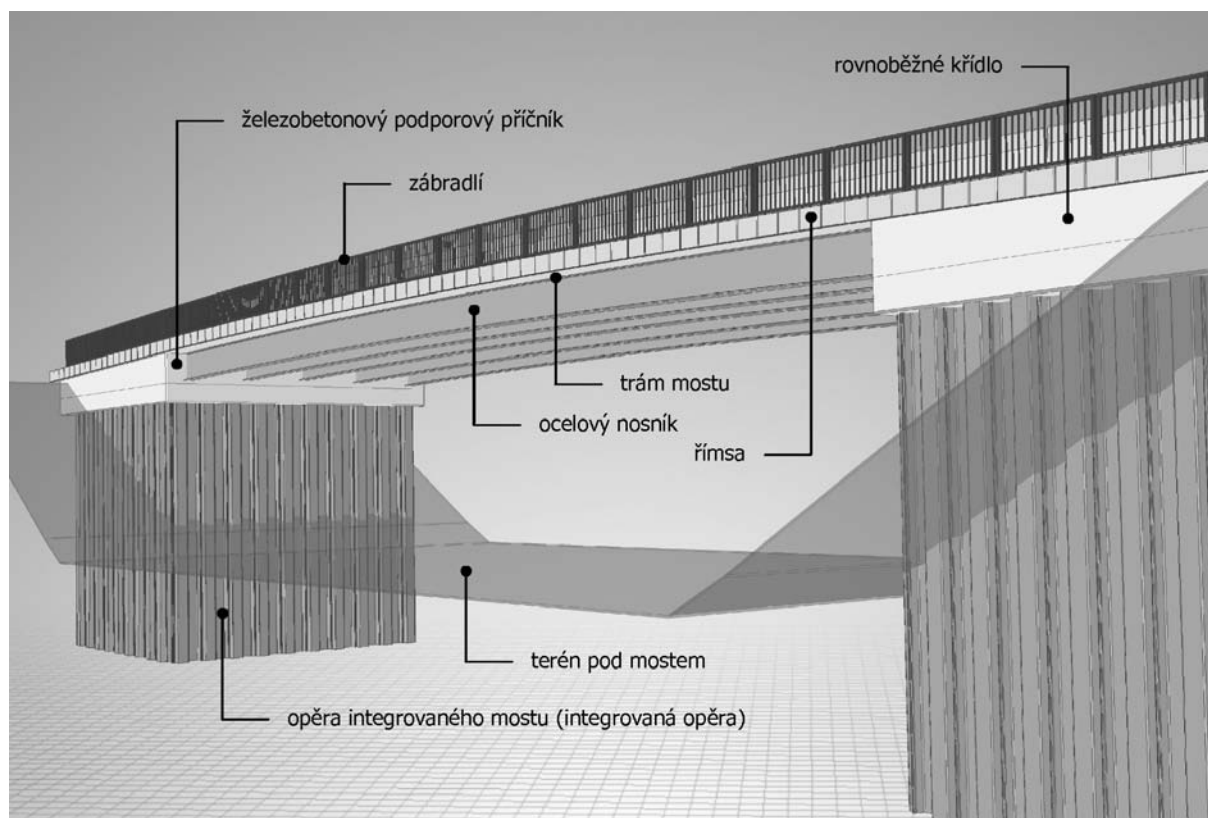 rovnoběžné křídlo
železobetonový podporový příčník
zábradlí
trám mostu
ocelový nosník
římsa
terén pod mostem
opěra integrovaného mostu (integrovaná opěra)